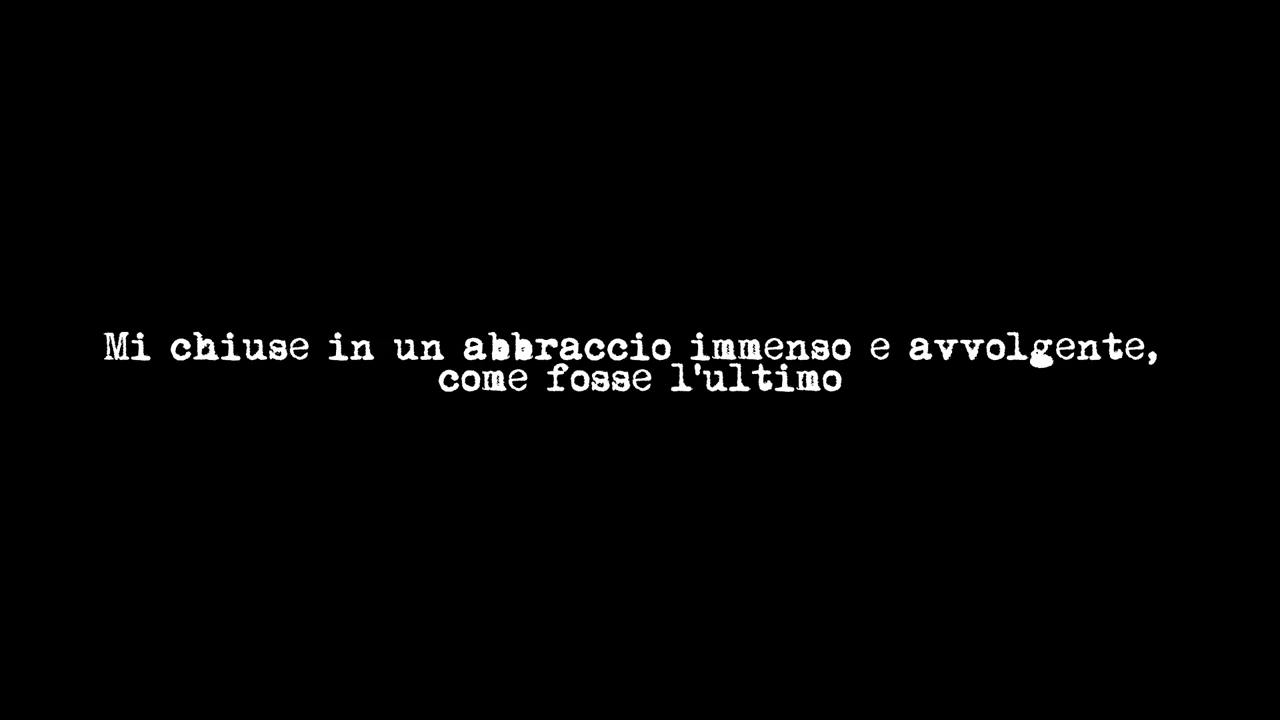 Mi chiuse in un abbraccio immenso e avvolgente,
come fosse l'ultimo